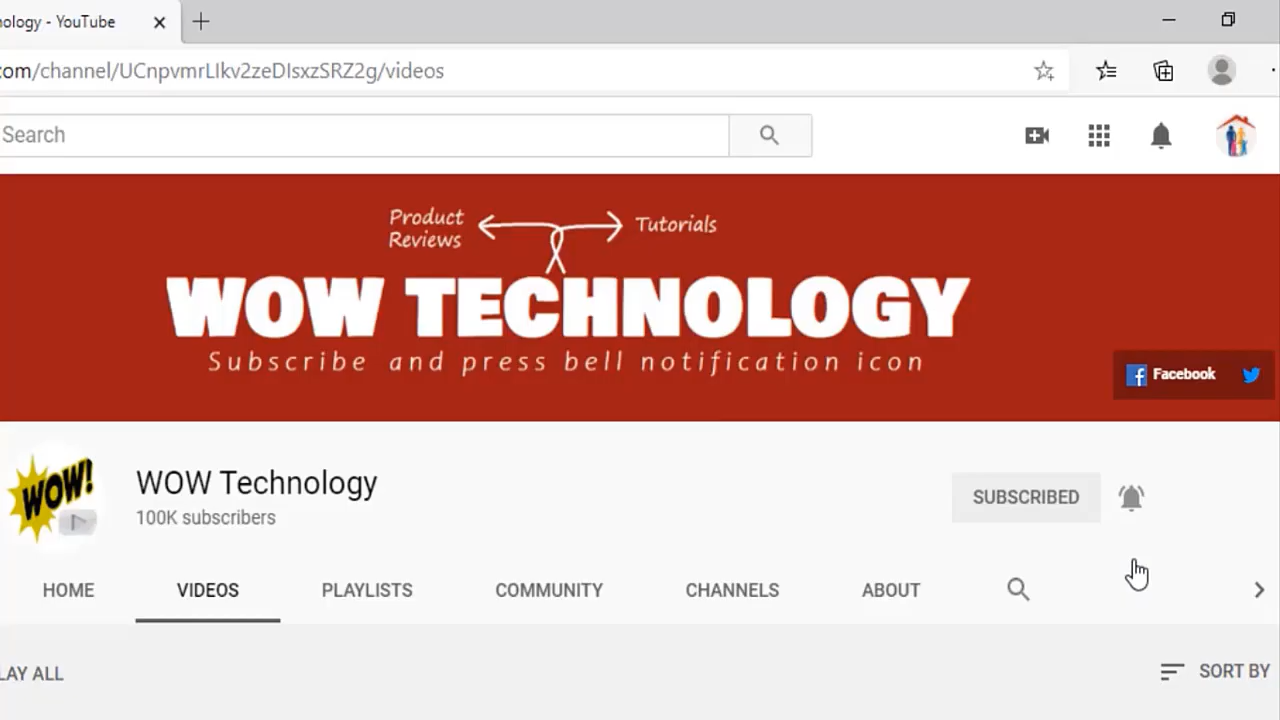 nology - YouTube
com/channel/UCnpvmrLIkv2zeDIsxzSRZ2g/videos
Search
Product
Reviews
Tutorials
WOW TECHNOLOGY
Subscribe and press bell notification icon
Facebook
WOW!
WOW Technology
100K subscribers
SUBSCRIBED
HOME VIDEOS PLAYLISTS COMMUNITY CHANNELS ABOUT
LAY ALL
SORT BY